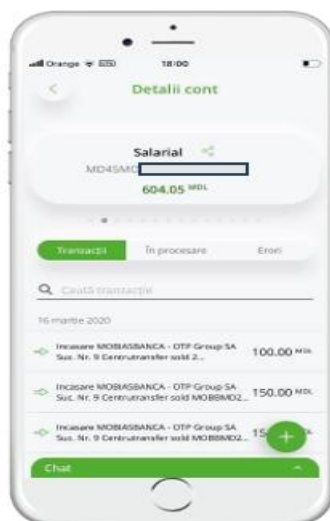 Orange
18:00
Detalii cont
Salarial
604.05 MDL
Tranzacții
În procesare
Erori
Caută tranzacție
16 martie 2020
Incasare MOBIASBANCA - OTP Group SA
Suc. Nr. 9 Centrutransfer sold 2...
100.00 MDL
Incasare MOBIASBANCA - OTP Group SA
Suc. Nr. 9 Centrutransfer sold MOBBMD2...
150.00 MDL
Incasare MOBIASBANCA - OTP Group SA
Suc. Nr. 9 Centrutransfer sold MOBBMD2...
Chat